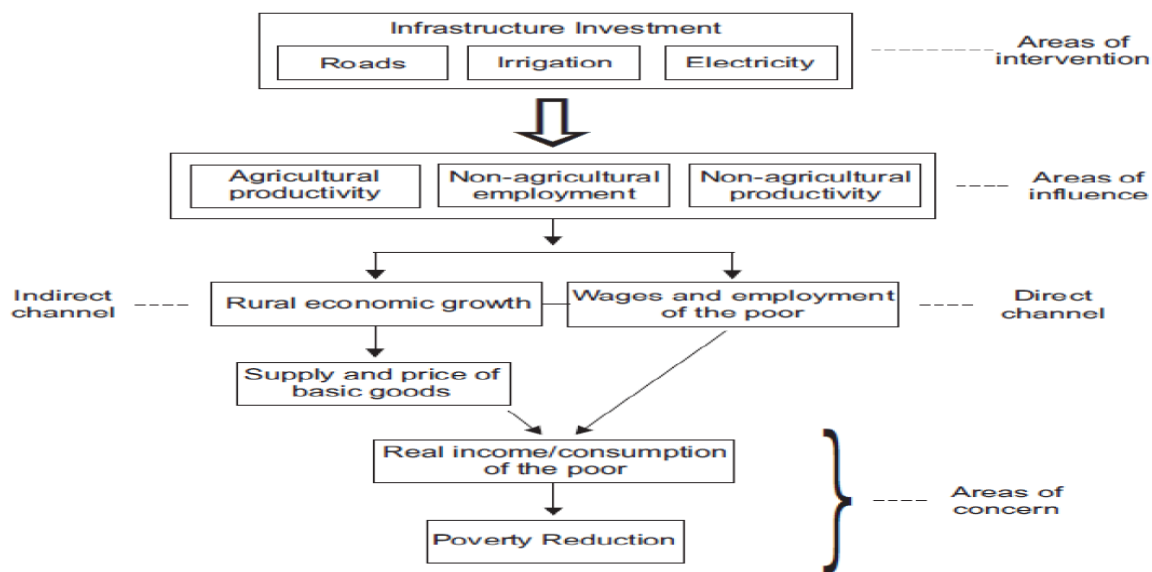 Infrastructure Investment
Roads
Irrigation
Electricity
Areas of
intervention
Agricultural
productivity
Non-agricultural
employment
Non-agricultural
productivity
Areas of
influence
Indirect
channel
Rural economic growth
Wages and employment
of the poor
Direct
channel
Supply and price of
basic goods
Real income/consumption
of the poor
Areas of
concern
Poverty Reduction